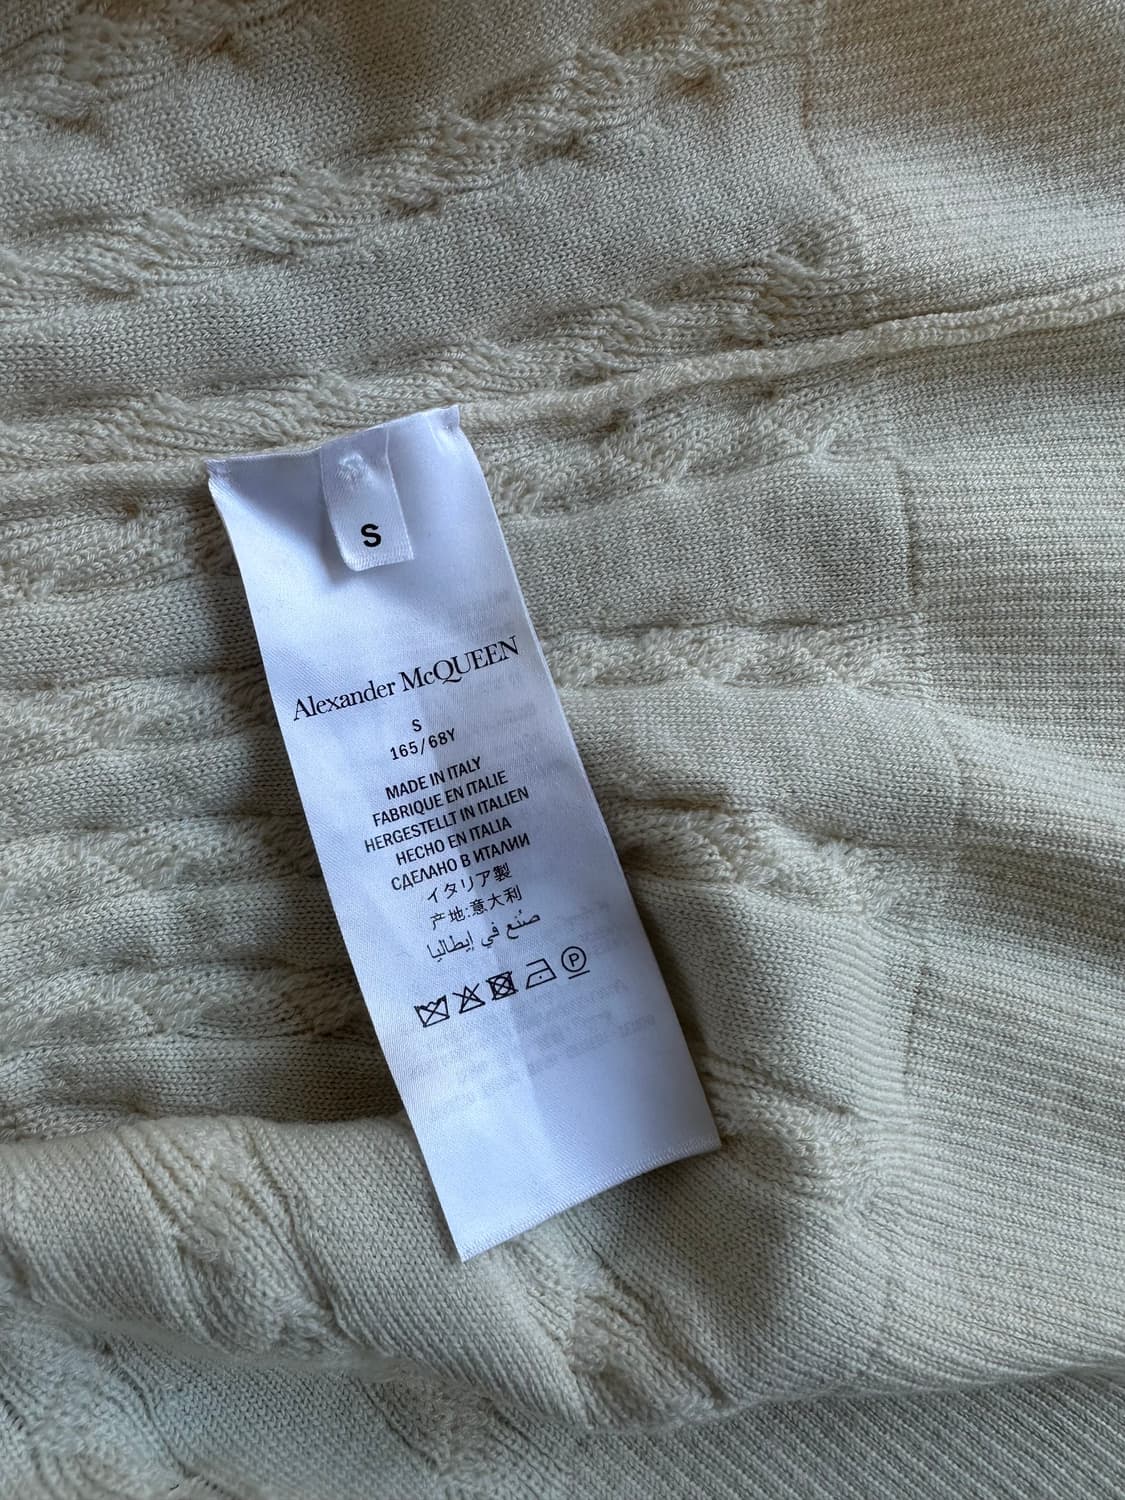 S
Alexander McQUEEN
S
165/68Y
MADE IN ITALY
FABRIQUE EN ITALIE
HERGESTELLT IN ITALIEN
HECHO EN ITALIA
СДЕЛАНО В ИТАЛИИ
イタリア製
产地:意大利
صُنع في إيطاليا
P